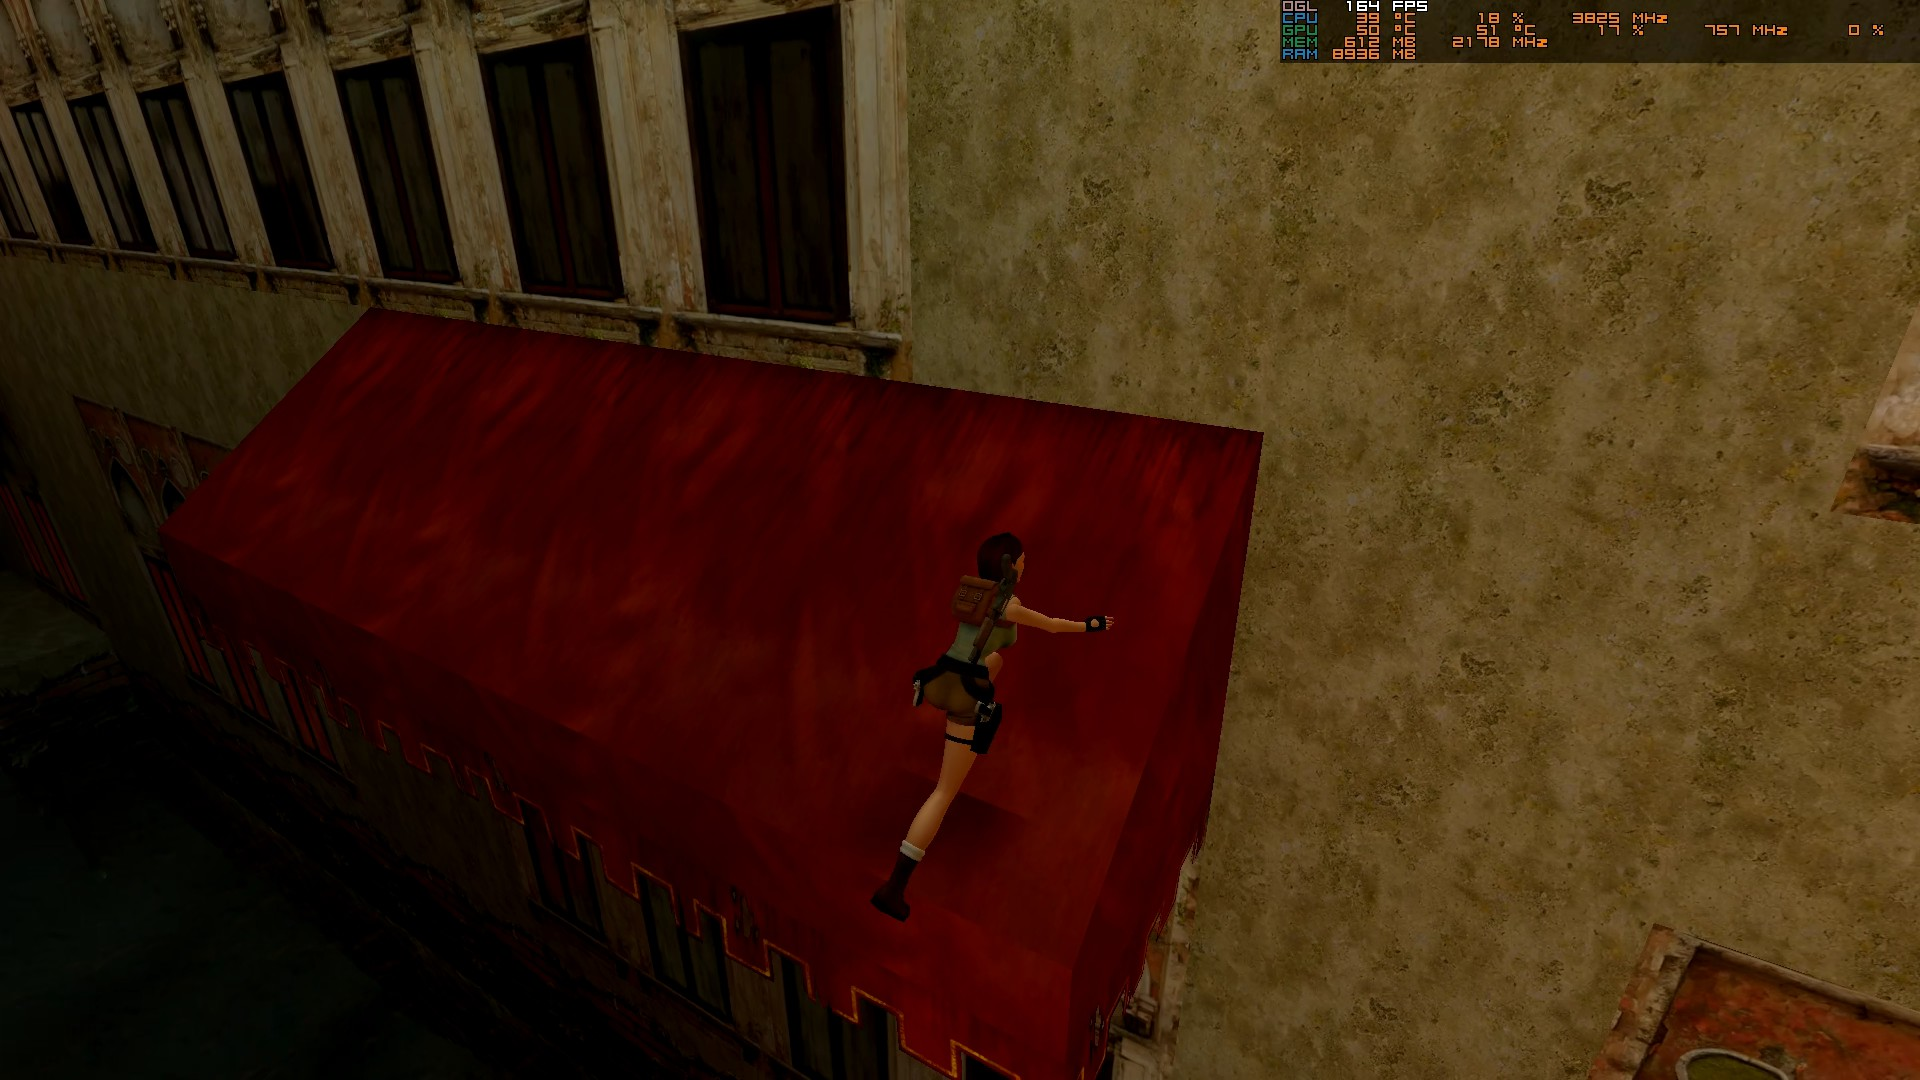 OGL 164 FPS
CPU 39 °C 18 % 3825 MHz
GPU 50 °C 51 °C 17 % 757 MHz 0 %
MEM 612 MB 2178 MHz
RAM 8936 MB